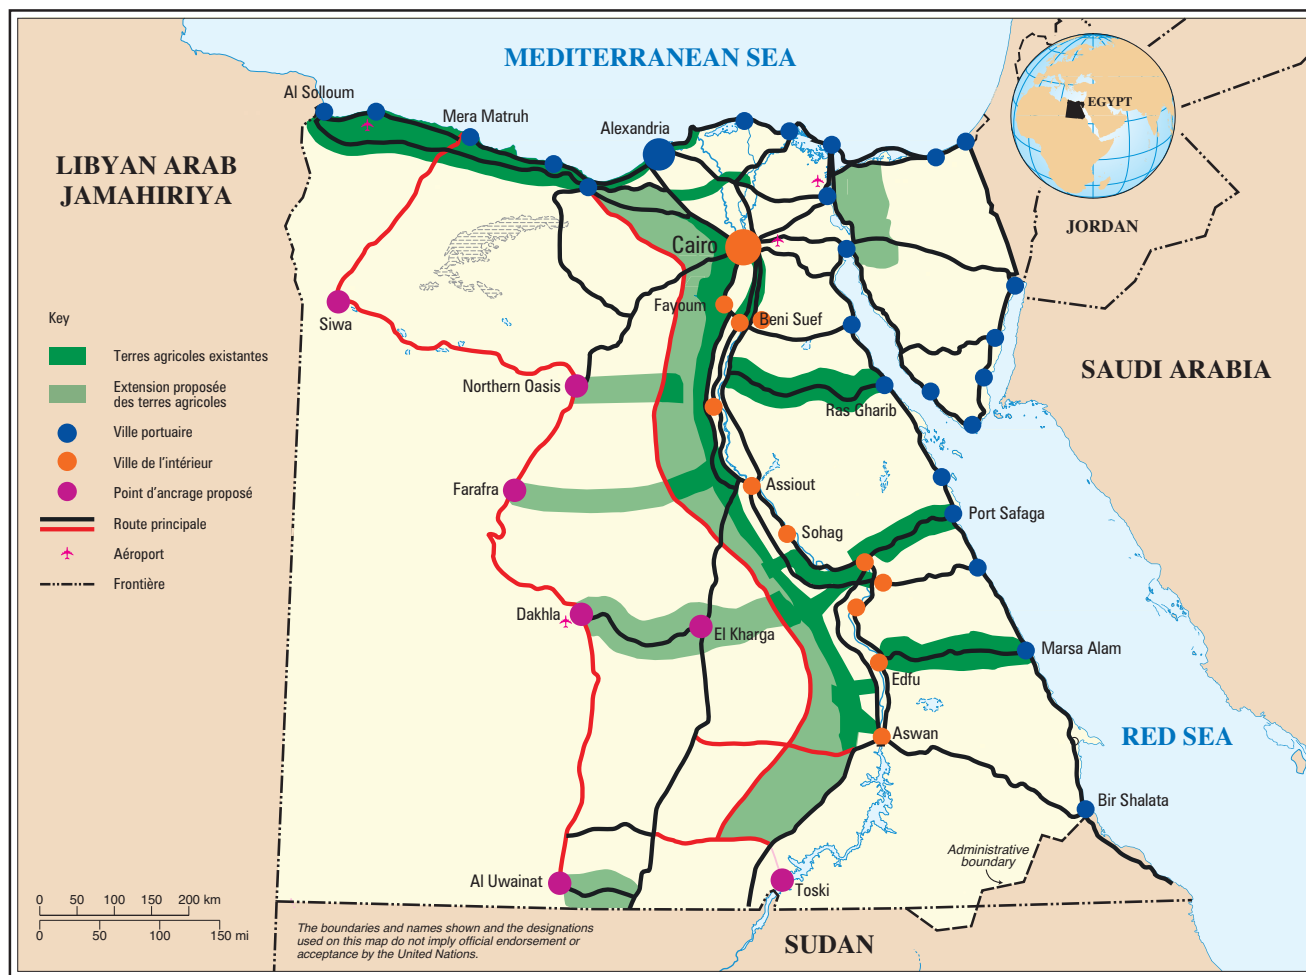 MEDITERRANEAN SEA
Al Solloum
Mera Matruh
Alexandria
EGYPT
LIBYAN ARAB
JAMAHIRIYA
JORDAN
Cairo
Fayoum
Beni Suef
Siwa
Key
Terres agricoles existantes
Extension proposée
des terres agricoles
Ville portuaire
Ville de l'intérieur
Point d'ancrage proposé
Route principale
Aéroport
Frontière
Northern Oasis
Ras Gharib
SAUDI ARABIA
Farafra
Assiout
Sohag
Port Safaga
Dakhla
El Kharga
Marsa Alam
Edfu
Aswan
RED SEA
Bir Shalata
Administrative
boundary
Al Uwainat
Toski
0 50 100 150 200 km
0 50 100 150 mi
The boundaries and names shown and the designations
used on this map do not imply official endorsement or
acceptance by the United Nations.
SUDAN